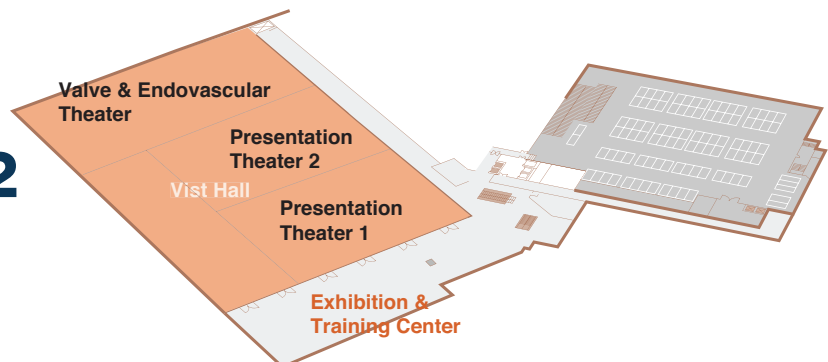 Valve & Endovascular
Theater
Presentation
Theater 2
2
Vist Hall
Presentation
Theater 1
Exhibition &
Training Center